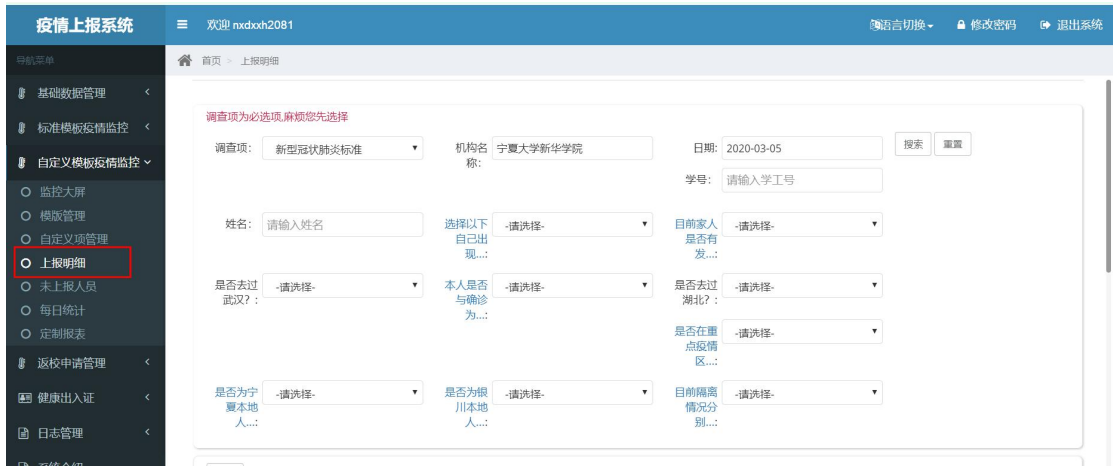 疫情上报系统
欢迎 nxdxxh2081
语言切换
修改密码
退出系统
导航菜单
首页 > 上报明细
基础数据管理
标准模板疫情监控
自定义模板疫情监控
监控大屏
模版管理
自定义项管理
上报明细
未上报人员
每日统计
定制报表
返校申请管理
健康出入证
日志管理
系统介绍
调查项为必选项,麻烦您先选择
调查项: 新型冠状肺炎标准
机构名
称: 宁夏大学新华学院
日期: 2020-03-05
搜索 重置
学号: 请输入学工号
姓名: 请输入姓名
选择以下
自己出
现...: -请选择-
目前家人
是否有
发...: -请选择-
是否去过
武汉? : -请选择-
本人是否
与确诊
为...: -请选择-
是否去过
湖北? : -请选择-
是否在重
点疫情
区...: -请选择-
是否为宁
夏本地
人...: -请选择-
是否为银
川本地
人...: -请选择-
目前隔离
情况分
别...: -请选择-